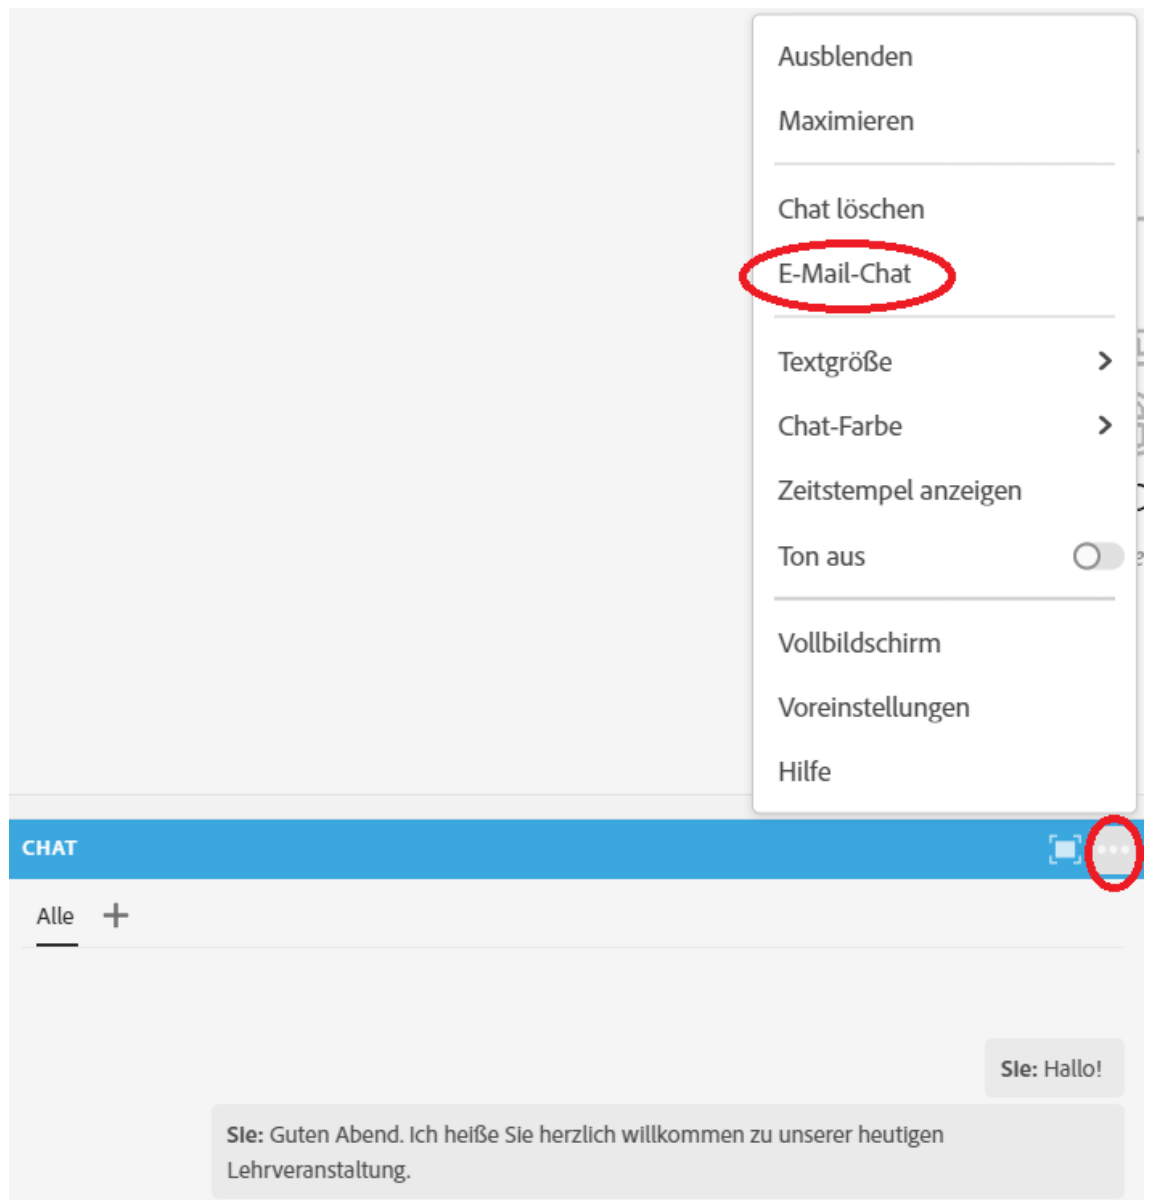 Ausblenden
Maximieren
Chat löschen
E-Mail-Chat
Textgröße
Chat-Farbe
Zeitstempel anzeigen
Ton aus
Vollbildschirm
Voreinstellungen
Hilfe
CHAT
Alle
Sie: Hallo!
Sie: Guten Abend. Ich heiße Sie herzlich willkommen zu unserer heutigen
Lehrveranstaltung.